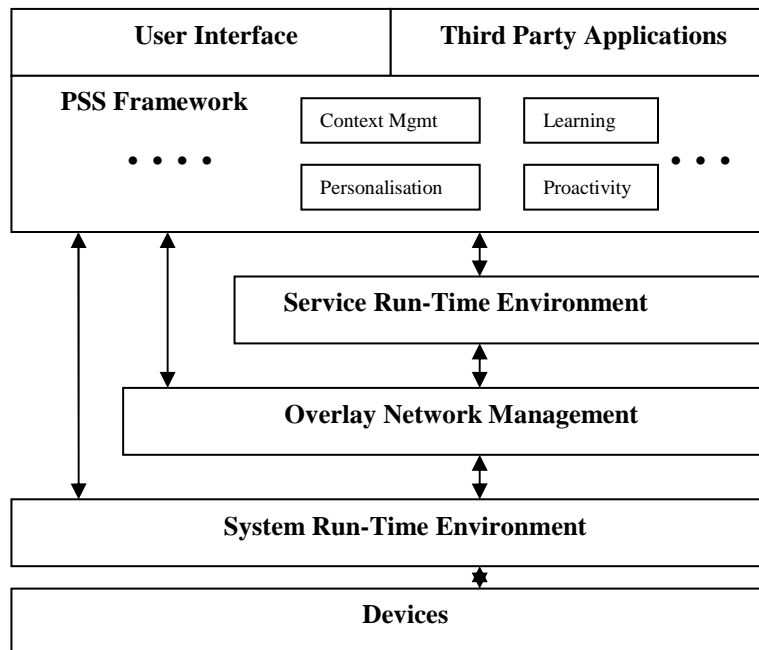 User Interface
Third Party Applications
PSS Framework
Context Mgmt
Learning
Personalisation
Proactivity
Service Run-Time Environment
Overlay Network Management
System Run-Time Environment
Devices